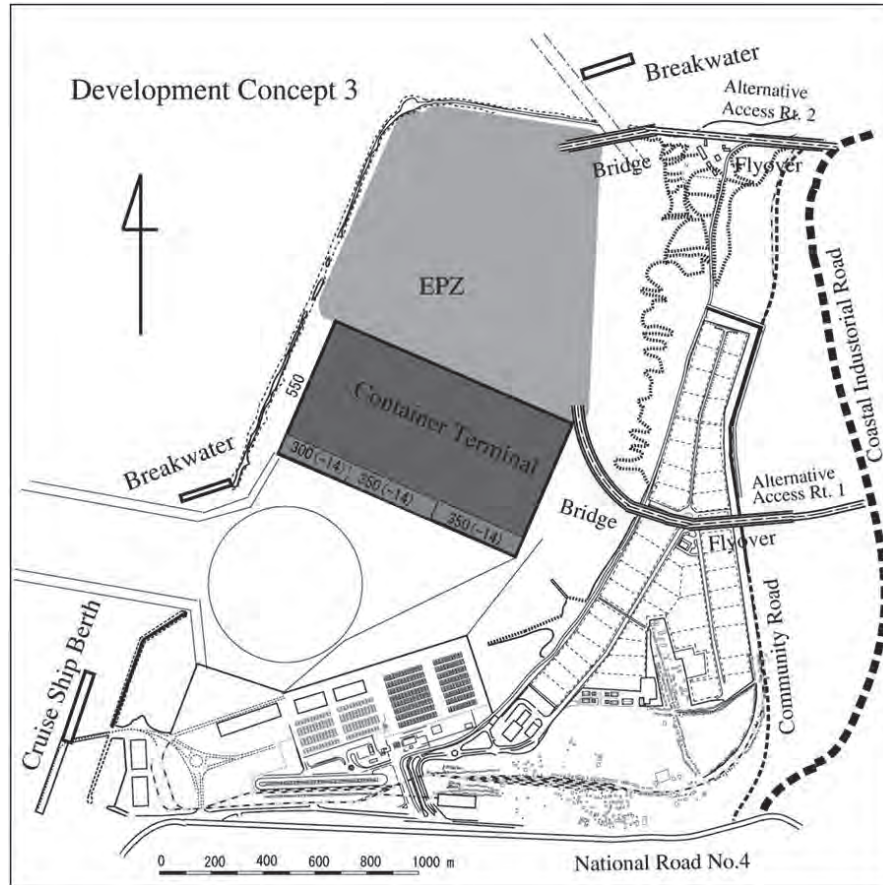 Development Concept 3
Breakwater
Alternative
Access Rt. 2
Bridge
Flyover
EPZ
Coastal Industorial Road
550
Container Terminal
Breakwater
300(-14)
350(-14)
350(-14)
Alternative
Access Rt. 1
Bridge
Flyover
Community Road
Cruise Ship Berth
0 200 400 600 800 1000 m
National Road No.4